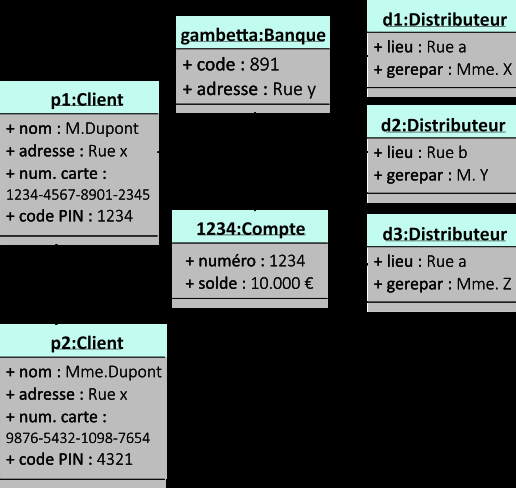 p1:Client
+ nom : M.Dupont
+ adresse : Rue x
+ num. carte :
1234-4567-8901-2345
+ code PIN : 1234
p2:Client
+ nom : Mme.Dupont
+ adresse : Rue x
+ num. carte :
9876-5432-1098-7654
+ code PIN : 4321
gambetta:Banque
+ code : 891
+ adresse : Rue y
1234:Compte
+ numéro : 1234
+ solde : 10.000 €
d1:Distributeur
+ lieu : Rue a
+ gerepar : Mme. X
d2:Distributeur
+ lieu : Rue b
+ gerepar : M. Y
d3:Distributeur
+ lieu : Rue a
+ gerepar : Mme. Z